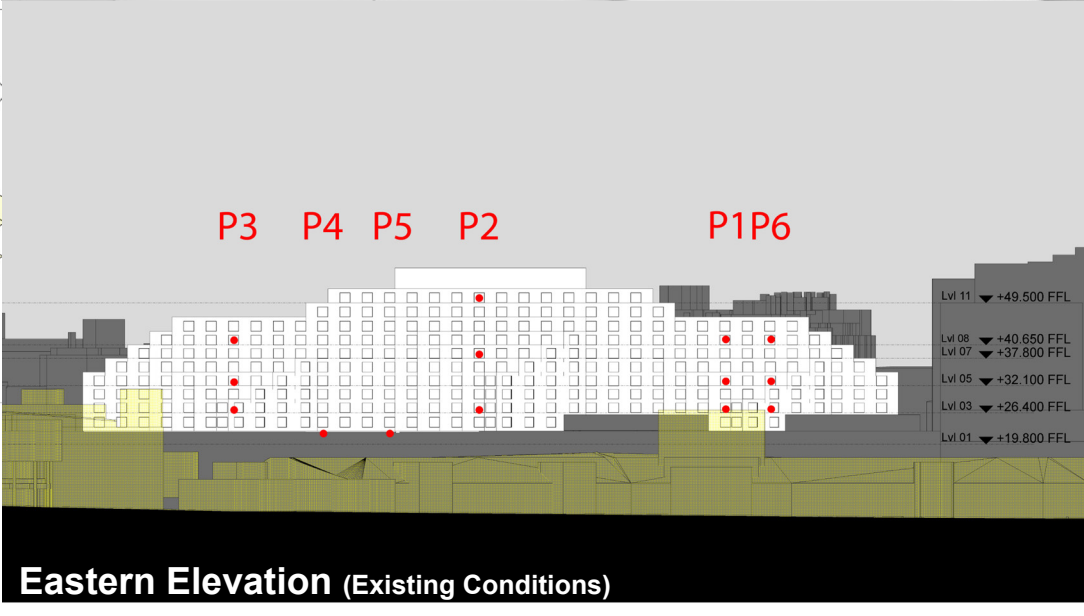 P3 P4 P5 P2 P1 P6
Lvl 11 +49.500 FFL
Lvl 08 +40.650 FFL
Lvl 07 +37.800 FFL
Lvl 05 +32.100 FFL
Lvl 03 +26.400 FFL
Lvl 01 +19.800 FFL
Eastern Elevation (Existing Conditions)